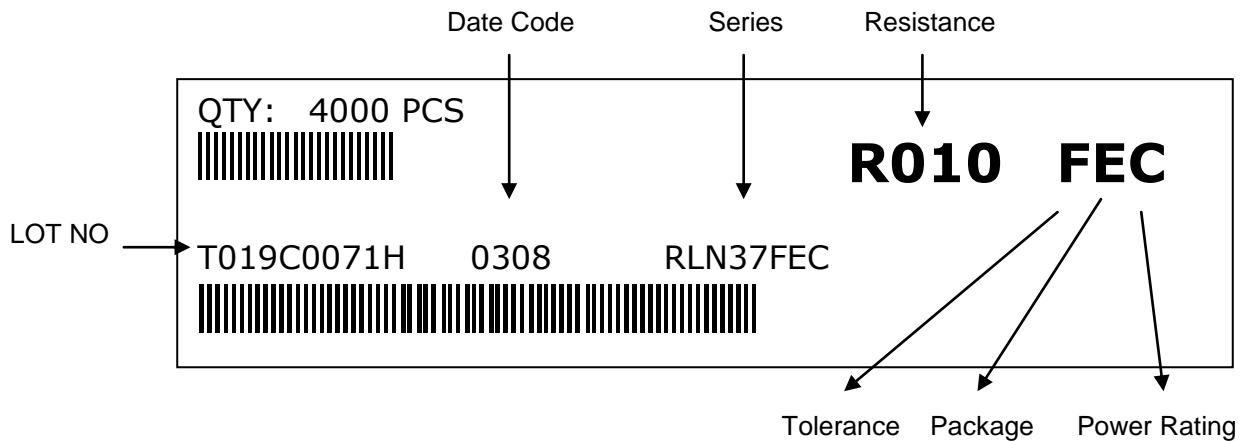 Date Code Series Resistance
QTY: 4000 PCS
R010 FEC
LOT NO
T019C0071H 0308 RLN37FEC
Tolerance Package Power Rating